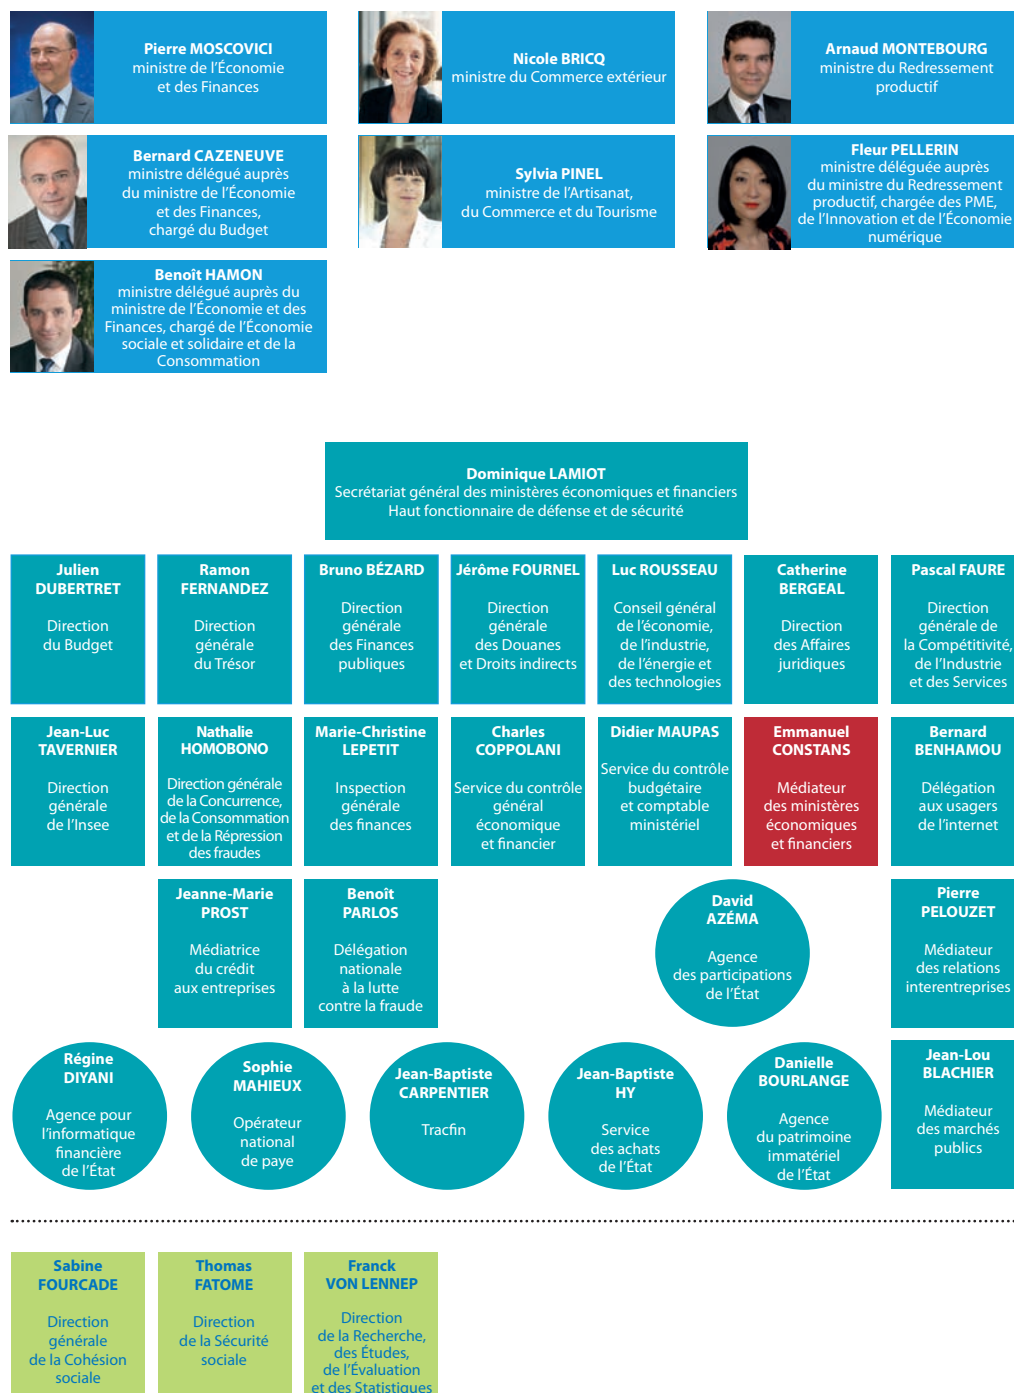 Pierre MOSCOVICI
ministre de l’Économie
et des Finances
Nicole BRICQ
ministre du Commerce extérieur
Arnaud MONTEBOURG
ministre du Redressement
productif
Bernard CAZENEUVE
ministre délégué auprès
du ministre de l’Économie
et des Finances,
chargé du Budget
Sylvia PINEL
ministre de l’Artisanat,
du Commerce et du Tourisme
Fleur PELLERIN
ministre déléguée auprès
du ministre du Redressement
productif, chargée des PME,
de l’Innovation et de l’Économie
numérique
Benoît HAMON
ministre délégué auprès du
ministre de l’Économie et des
Finances, chargé de l’Économie
sociale et solidaire et de la
Consommation
Dominique LAMIOT
Secrétariat général des ministères économiques et financiers
Haut fonctionnaire de défense et de sécurité
Julien
DUBERTRET
Direction
du Budget
Ramon
FERNANDEZ
Direction
générale
du Trésor
Bruno BÉZARD
Direction
générale
des Finances
publiques
Jérôme FOURNEL
Direction
générale
des Douanes
et Droits indirects
Luc ROUSSEAU
Conseil général
de l’économie,
de l’industrie,
de l’énergie et
des technologies
Catherine
BERGEAL
Direction
des Affaires
juridiques
Pascal FAURE
Direction
générale de
la Compétitivité,
de l’Industrie
et des Services
Jean-Luc
TAVERNIER
Direction
générale
de l’Insee
Nathalie
HOMOBONO
Direction générale
de la Concurrence,
de la Consommation
et de la Répression
des fraudes
Marie-Christine
LEPETIT
Inspection
générale
des finances
Charles
COPPOLANI
Service du contrôle
général
économique
et financier
Didier MAUPAS
Service du contrôle
budgétaire
et comptable
ministériel
Emmanuel
CONSTANS
Médiateur
des ministères
économiques
et financiers
Bernard
BENHAMOU
Délégation
aux usagers
de l’internet
Jeanne-Marie
PROST
Médiatrice
du crédit
aux entreprises
Benoît
PARLOS
Délégation
nationale
à la lutte
contre la fraude
David
AZÉMA
Agence
des participations
de l’État
Pierre
PELOUZET
Médiateur
des relations
interentreprises
Régine
DIYANI
Agence pour
l’informatique
financière
de l’État
Sophie
MAHIEUX
Opérateur
national
de paye
Jean-Baptiste
CARPENTIER
Tracfin
Jean-Baptiste
HY
Service
des achats
de l’État
Danielle
BOURLANGE
Agence
du patrimoine
immatériel
de l’État
Jean-Lou
BLACHIER
Médiateur
des marchés
publics
Sabine
FOURCADE
Direction
générale
de la Cohésion
sociale
Thomas
FATOME
Direction
de la Sécurité
sociale
Franck
VON LENNEP
Direction
de la Recherche,
des Études,
de l’Évaluation
et des Statistiques